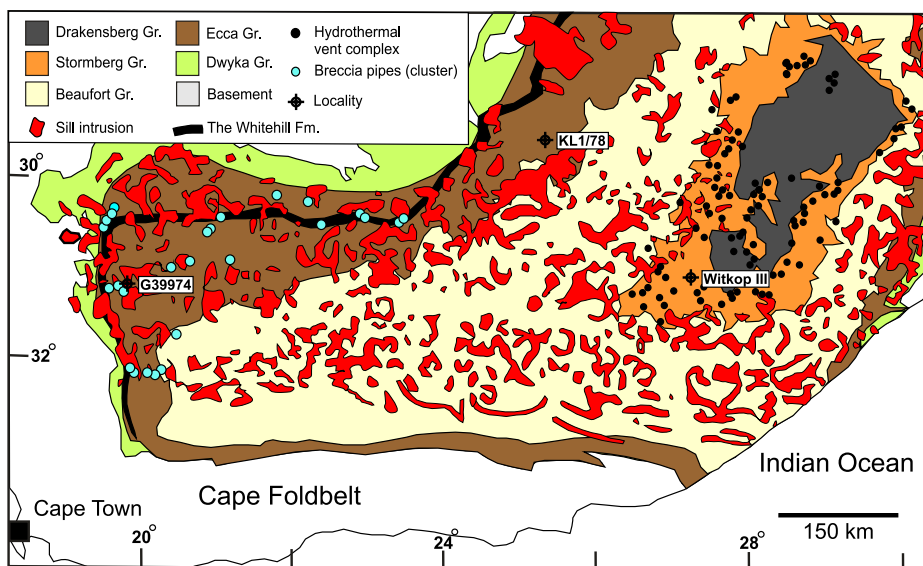 Drakensberg Gr.
Stormberg Gr.
Beaufort Gr.
Sill intrusion
Ecca Gr.
Dwyka Gr.
Basement
The Whitehill Fm.
Hydrothermal
vent complex
Breccia pipes (cluster)
Locality
KL1/78
30°
G39974
Witkop III
32°
Indian Ocean
Cape Foldbelt
Cape Town
150 km
20°
24°
28°